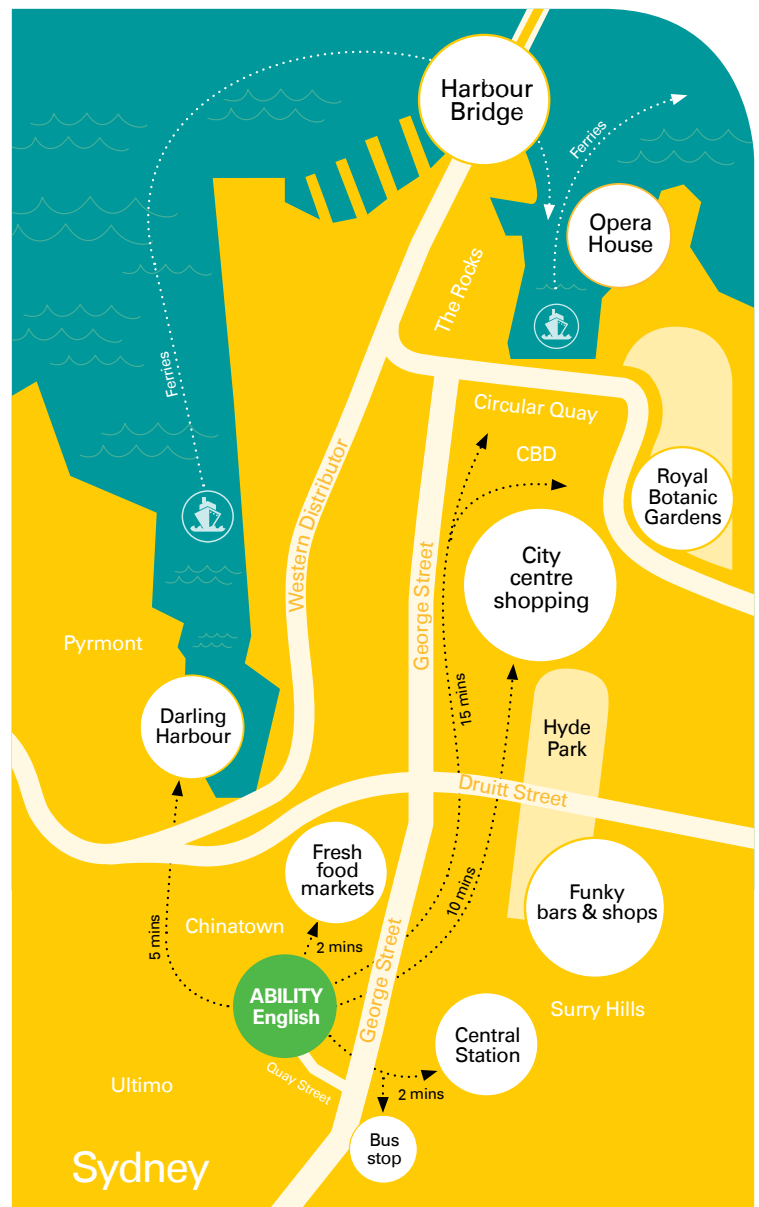 Harbour
Bridge
Ferries
Opera
House
The Rocks
Ferries
Circular Quay
CBD
Royal
Botanic
Gardens
Western Distributor
George Street
City
centre
shopping
Pyrmont
15 mins
Darling
Harbour
Hyde
Park
Druitt Street
Fresh
food
markets
10 mins
Funky
bars & shops
Chinatown
5 mins
2 mins
George Street
ABILITY
English
Surry Hills
Central
Station
Quay Street
Ultimo
2 mins
Bus
stop
Sydney